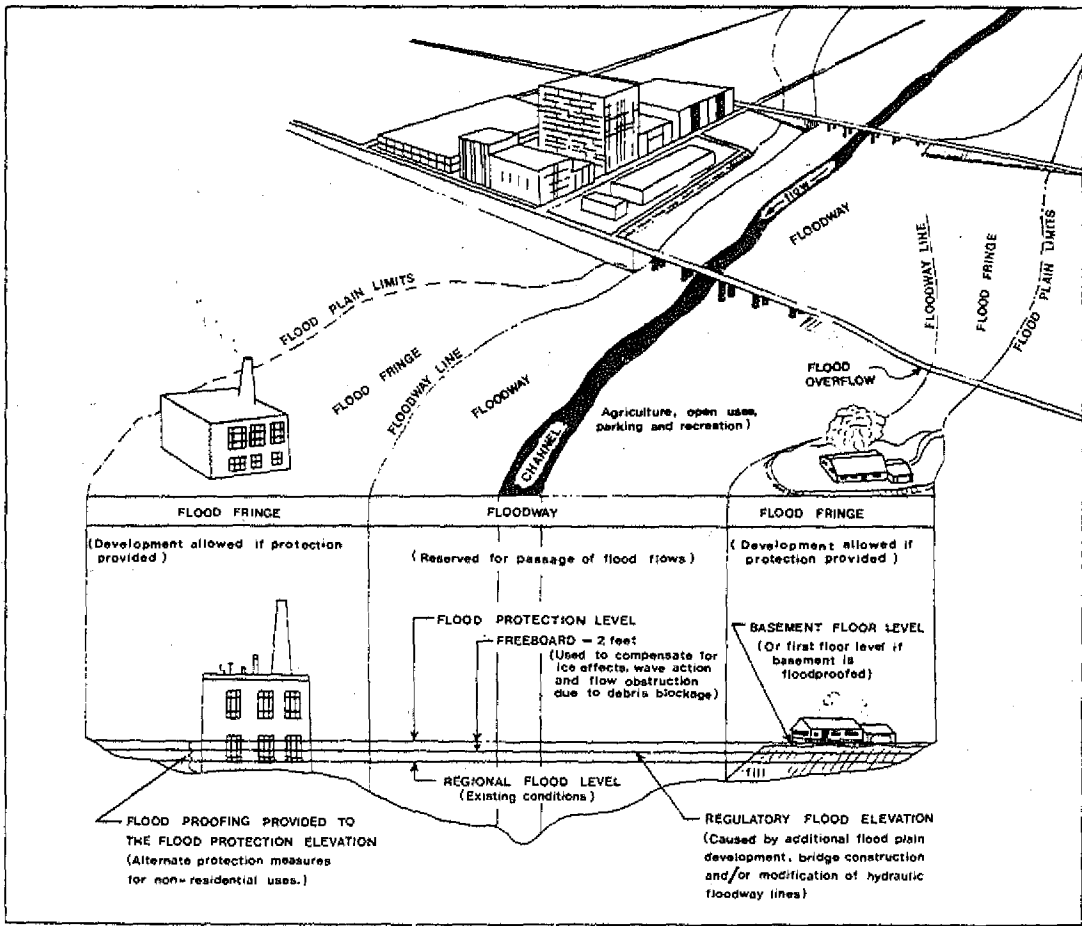 flow
FLOODWAY
FLOODWAY LINE
FLOOD FRINGE
FLOOD PLAIN LIMITS
FLOOD PLAIN LIMITS
FLOOD FRINGE
FLOODWAY LINE
FLOODWAY
FLOOD
OVERFLOW
Agriculture, open uses,
parking and recreation)
CHANNEL
FLOOD FRINGE
FLOODWAY
FLOOD FRINGE
(Development allowed if protection
provided)
(Reserved for passage of flood flows)
(Development allowed if
protection provided)
FLOOD PROTECTION LEVEL
FREEBOARD – 2 feet
(Used to compensate for
ice effects, wave action
and flow obstruction
due to debris blockage)
BASEMENT FLOOR LEVEL
(Or first floor level if
basement is
floodproofed)
fill
REGIONAL FLOOD LEVEL
(Existing conditions)
FLOOD PROOFING PROVIDED TO
THE FLOOD PROTECTION ELEVATION
(Alternate protection measures
for non-residential uses.)
REGULATORY FLOOD ELEVATION
(Caused by additional flood plain
development, bridge construction
and/or modification of hydraulic
floodway lines)